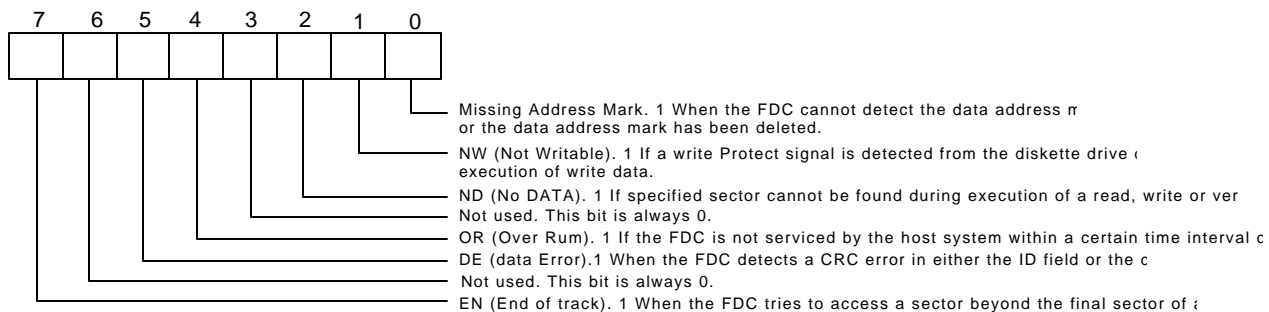 7 6 5 4 3 2 1 0
Missing Address Mark. 1 When the FDC cannot detect the data address
or the data address mark has been deleted.
NW (Not Writable). 1 If a write Protect signal is detected from the diskette drive
execution of write data.
ND (No DATA). 1 If specified sector cannot be found during execution of a read, write or ver
Not used. This bit is always 0.
OR (Over Rum). 1 If the FDC is not serviced by the host system within a certain time interval
DE (data Error).1 When the FDC detects a CRC error in either the ID field or the
Not used. This bit is always 0.
EN (End of track). 1 When the FDC tries to access a sector beyond the final sector of